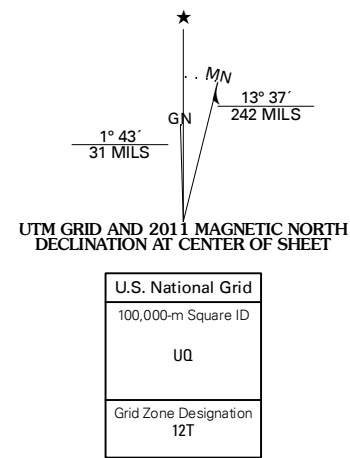 MN
13° 37´
242 MILS
GN
1° 43´
31 MILS
UTM GRID AND 2011 MAGNETIC NORTH
DECLINATION AT CENTER OF SHEET
U.S. National Grid
100,000-m Square ID
UQ
Grid Zone Designation
12T